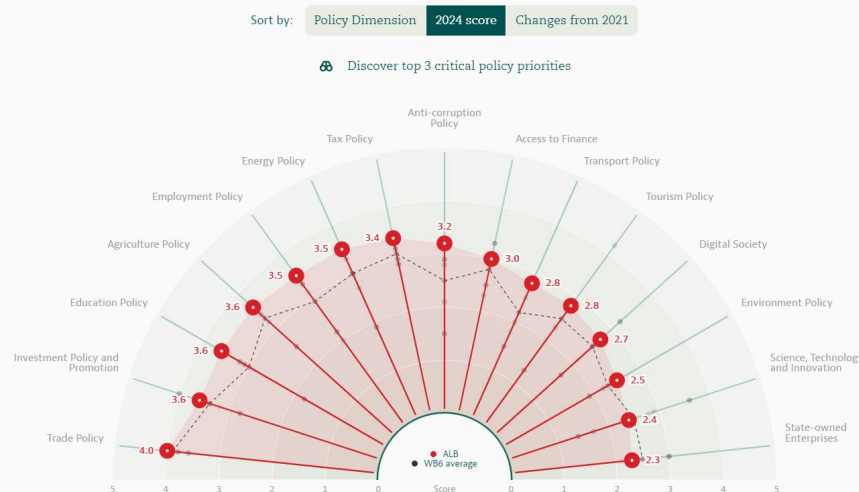 Sort by: Policy Dimension 2024 score Changes from 2021
Discover top 3 critical policy priorities
Anti-corruption
Policy
Tax Policy
Access to Finance
Energy Policy
Transport Policy
Employment Policy
Tourism Policy
Agriculture Policy
Digital Society
Education Policy
Environment Policy
Investment Policy and
Promotion
Science, Technology
and Innovation
Trade Policy
State-owned
Enterprises
4.0
3.6
3.6
3.6
3.5
3.5
3.4
3.2
3.0
2.8
2.8
2.7
2.5
2.4
2.3
ALB
WB6 average
5 4 3 2 1 0 Score 0 1 2 3 4 5